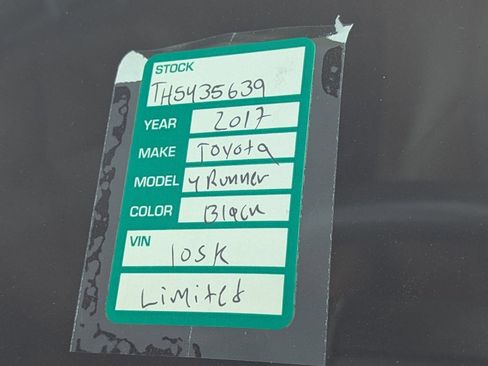 STOCK
TH5435639
YEAR 2017
MAKE Toyota
MODEL 4 Runner
COLOR Black
VIN
105K
Limited